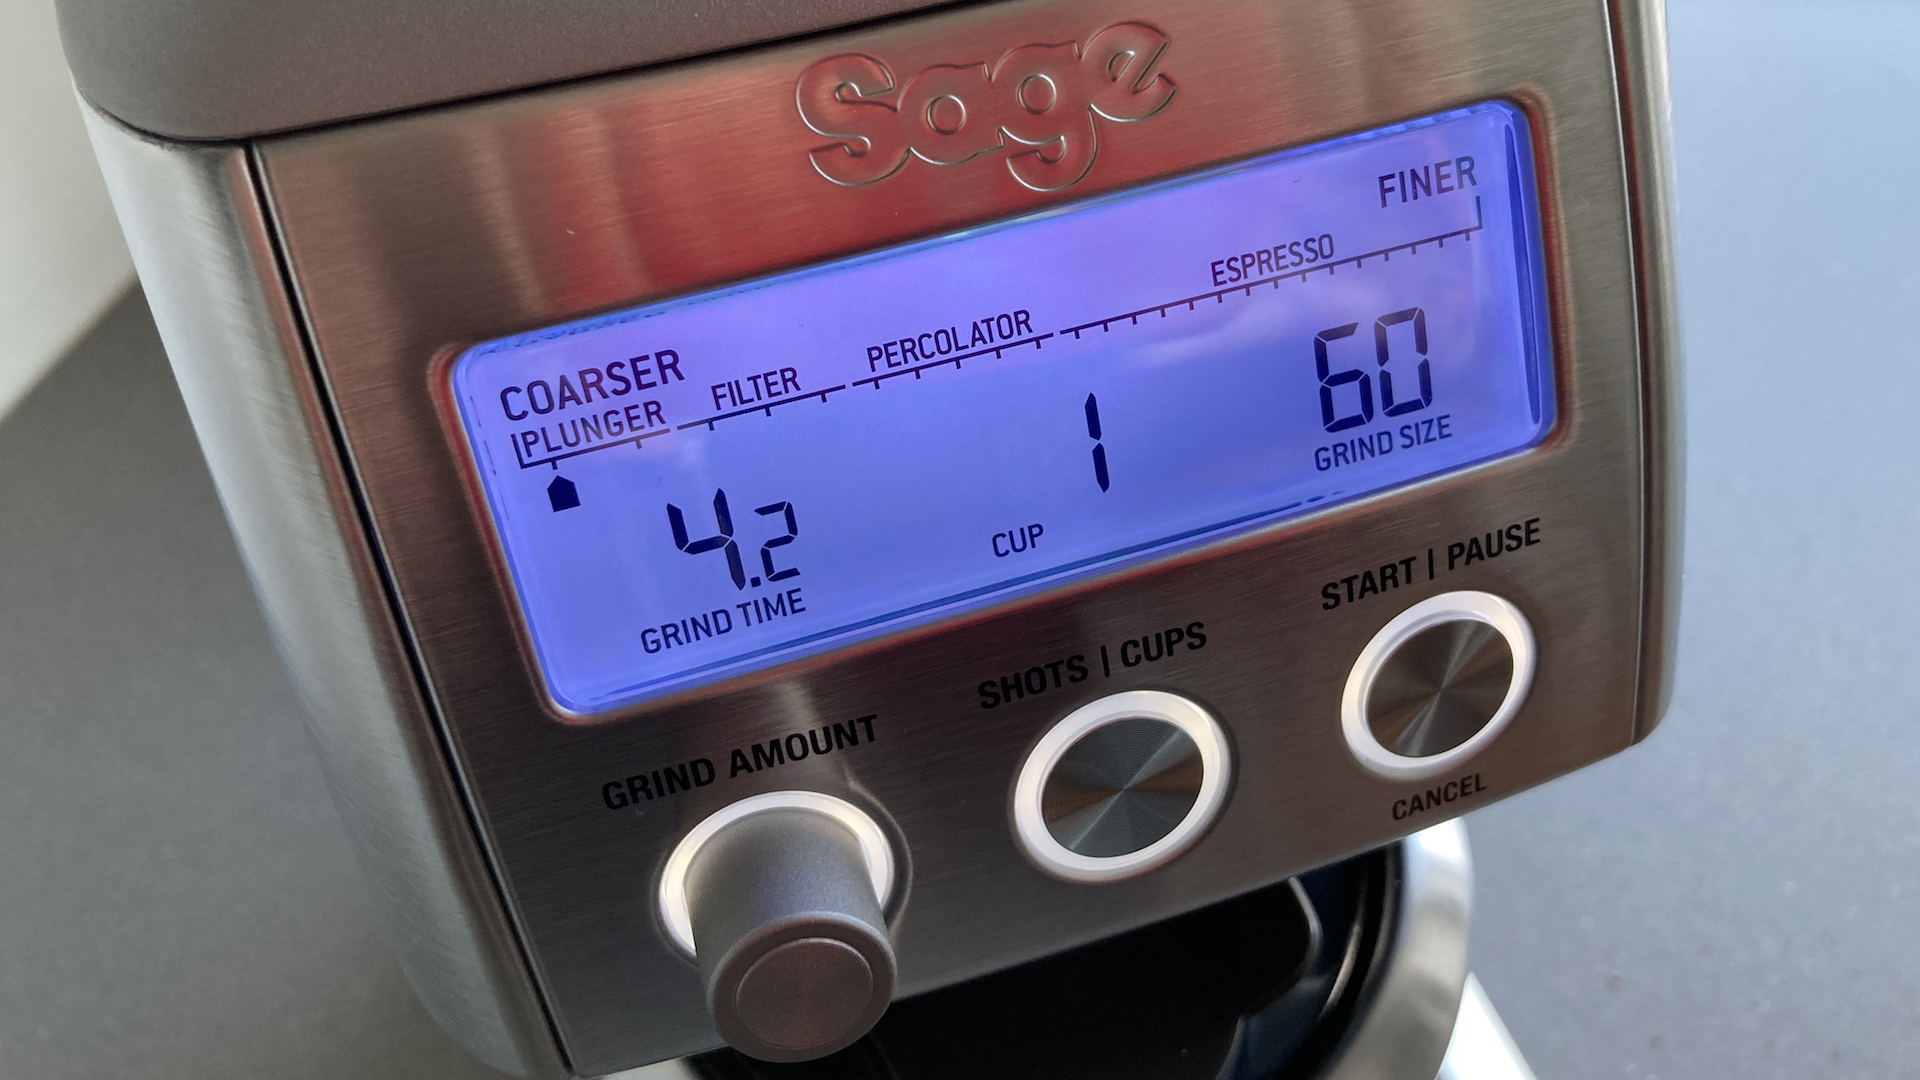 sage
FINER
ESPRESSO
PERCOLATOR
FILTER
COARSER
PLUNGER
4.2
GRIND TIME
1
CUP
60
GRIND SIZE
GRIND AMOUNT
SHOTS | CUPS
START | PAUSE
CANCEL